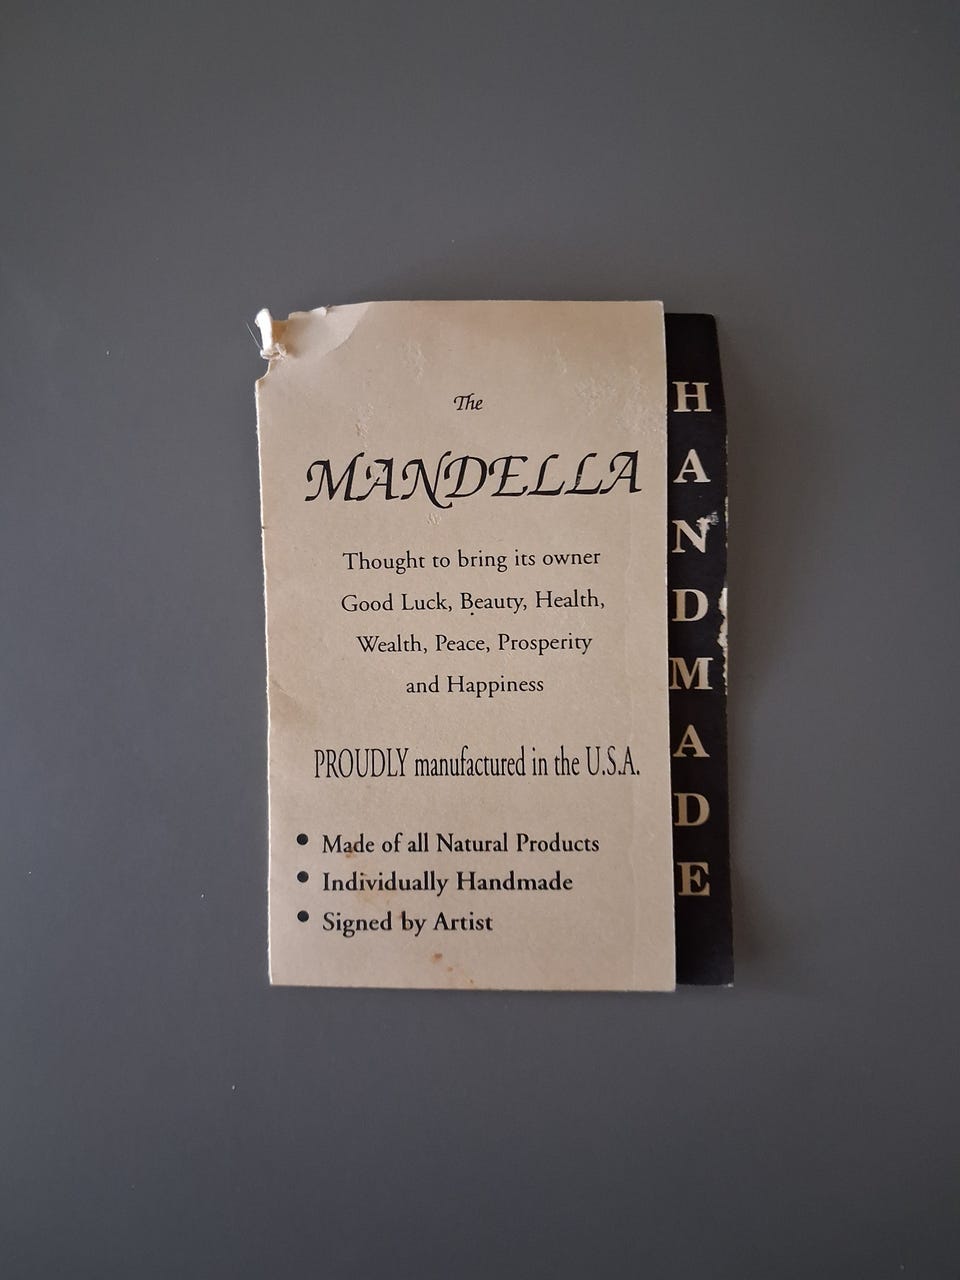 The
MANDELLA
Thought to bring its owner
Good Luck, Beauty, Health,
Wealth, Peace, Prosperity
and Happiness
PROUDLY manufactured in the U.S.A.
• Made of all Natural Products
• Individually Handmade
• Signed by Artist
HANDMADE